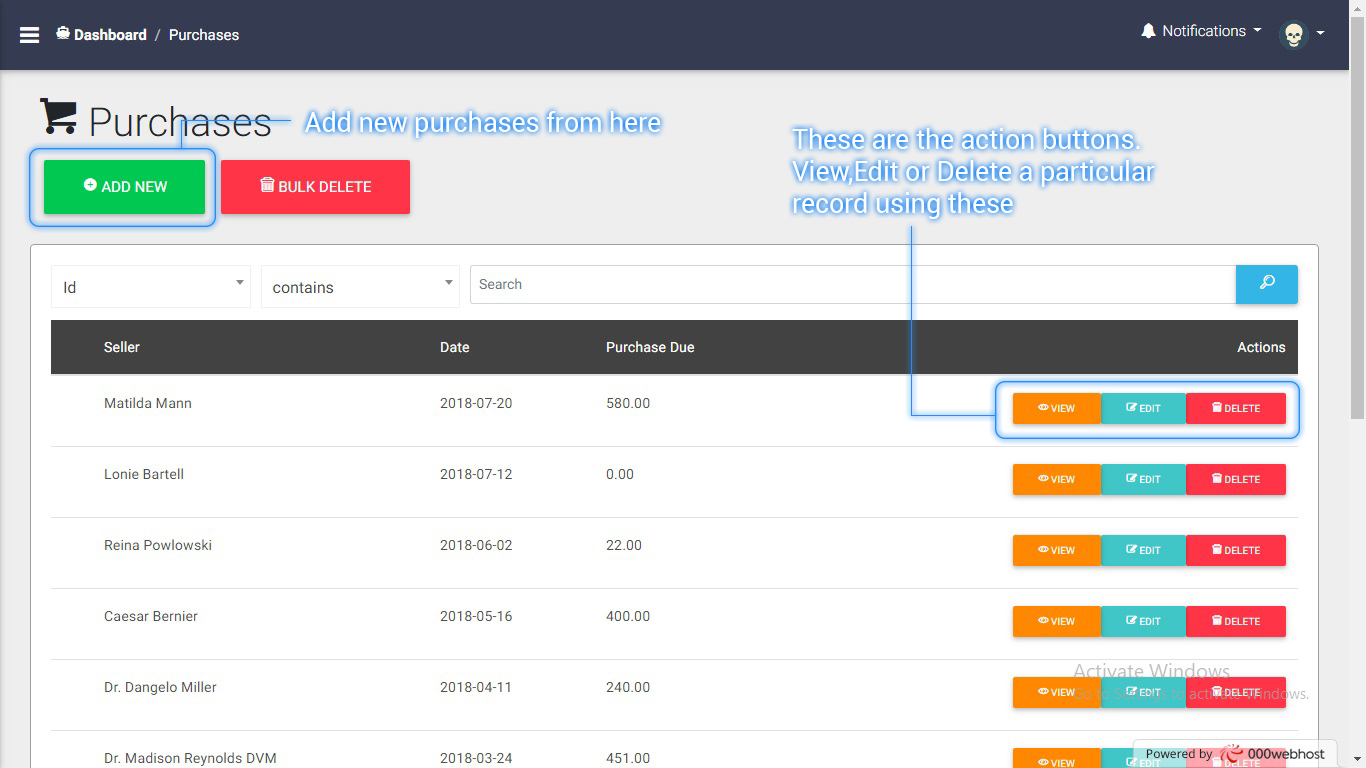 Dashboard / Purchases
Notifications
Purchases
Add new purchases from here
These are the action buttons.
View,Edit or Delete a particular
record using these
ADD NEW
BULK DELETE
Id
contains
Search
Seller Date Purchase Due Actions
Matilda Mann 2018-07-20 580.00 VIEW EDIT DELETE
Lonie Bartell 2018-07-12 0.00 VIEW EDIT DELETE
Reina Powlowski 2018-06-02 22.00 VIEW EDIT DELETE
Caesar Bernier 2018-05-16 400.00 VIEW EDIT DELETE
Activate Windows
Dr. Dangelo Miller 2018-04-11 240.00 VIEW EDIT DELETE
Go to Settings to activate Windows.
Dr. Madison Reynolds DVM 2018-03-24 451.00 VIEW EDIT DELETE
Powered by 000webhost